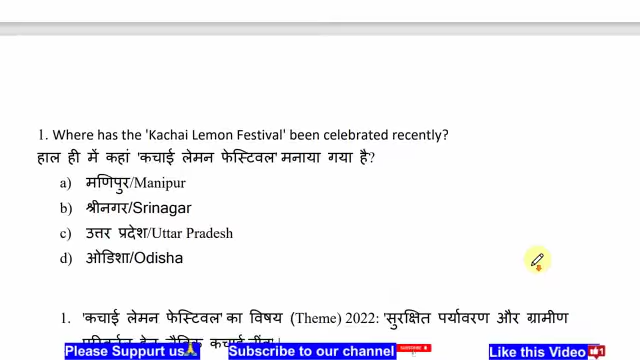 1. Where has the 'Kachai Lemon Festival' been celebrated recently?
हाल ही में कहां 'कचाई लेमन फेस्टिवल' मनाया गया है?
a) मणिपुर/Manipur
b) श्रीनगर/Srinagar
c) उत्तर प्रदेश/Uttar Pradesh
d) ओडिशा/Odisha
1. 'कचाई लेमन फेस्टिवल' का विषय (Theme) 2022: 'सुरक्षित पर्यावरण और ग्रामीण
Please Suppurt us Subscribe to our channel Like this Video